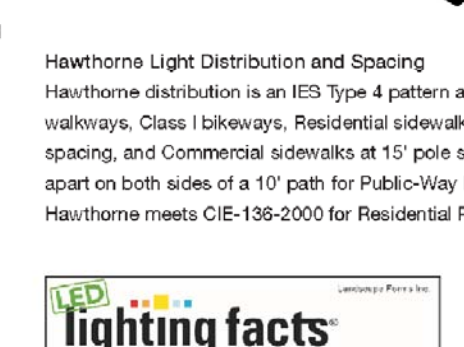 Hawthorne Light Distribution and Spacing
Hawthorne distribution is an IES Type 4 pattern a
walkways, Class I bikeways, Residential sidewalk
spacing, and Commercial sidewalks at 15' pole s
apart on both sides of a 10' path for Public-Way
Hawthorne meets CIE-136-2000 for Residential P
LED
Landscape Forms Inc.
lighting facts®